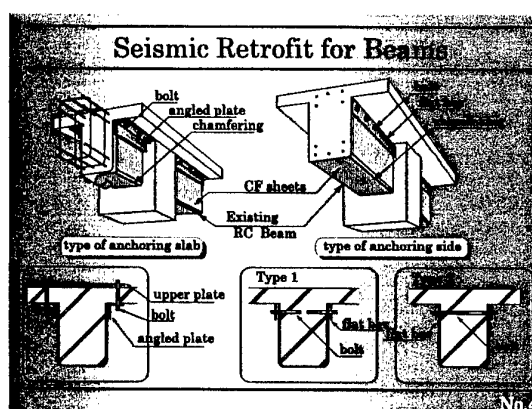 Seismic Retrofit for Beams
bolt
angled plate
chamfering
CF sheets
Existing
RC Beam
type of anchoring slab
type of anchoring side
upper plate
bolt
angled plate
Type 1
flat bar
bolt
No